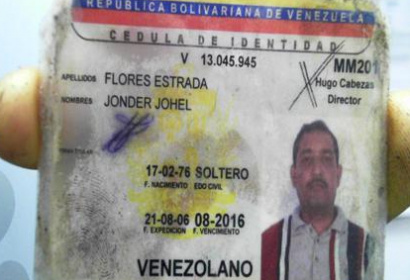 REPUBLICA BOLIVARIANA DE VENEZUELA
CEDULA DE IDENTIDAD
V 13.045.945
MM201
APELLIDOS FLORES ESTRADA
Hugo Cabezas
NOMBRES JONDER JOHEL
Director
17-02-76 SOLTERO
F. NACIMIENTO EDO CIVIL
21-08-06 08-2016
F. EXPEDICION F. VENCIMIENTO
VENEZOLANO